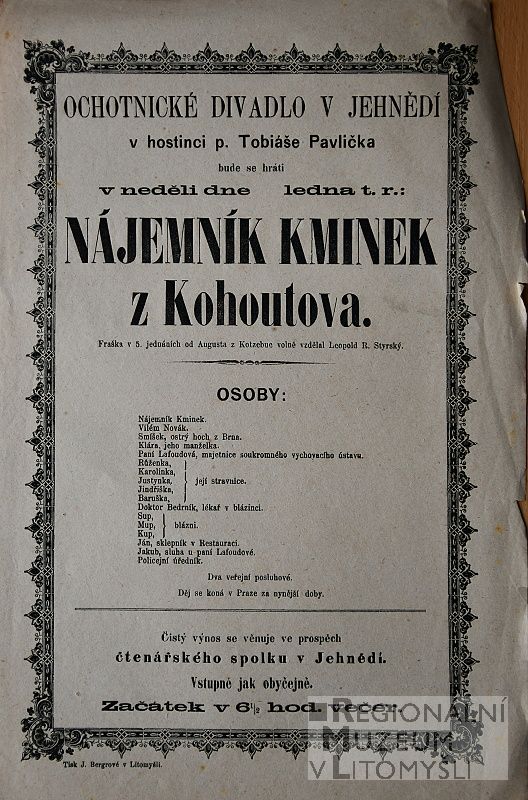 OCHOTNICKÉ DIVADLO V JEHNĚDÍ
v hostinci p. Tobiáše Pavlička
bude se hráti
v neděli dne ledna t. r.:
NÁJEMNÍK KMINEK
z Kohoutova.
Fraška v 5. jednáních od Augusta z Kotzebue volně vzdělal Leopold R. Styrský.
OSOBY:
Nájemník Kminek.
Vilém Novák.
Smíšek, ostrý hoch, z Brna.
Klára, jeho manželka.
Paní Lafoudová, majetnice soukromného vychovacího ústavu.
Růženka,
Karolinka,
Justynka, její stravnice.
Jindřiška,
Baruška,
Doktor Bedrník, lékař v blázinci.
Sup,
Mup, blázni.
Kup,
Ján, sklepník v Restauraci.
Jakub, sluha u paní Lafoudové.
Policejní úředník.
Dva veřejní posluhové.
Děj se koná v Praze za nynější doby.
Čistý výnos se věnuje ve prospěch
čtenářského spolku v Jehnědí.
Vstupné jak obyčejně.
Začátek v 6½ hod. večer.
Tisk J. Bergrové v Litomyšli.
REGIONÁLNÍ
MUZEUM
V LITOMYŠLI